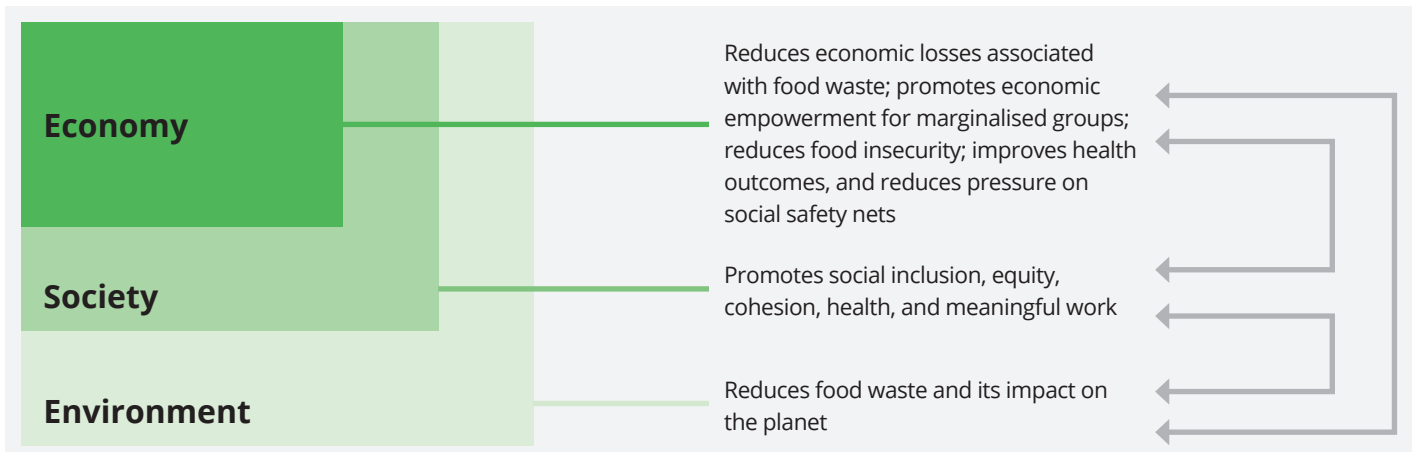 Economy
Reduces economic losses associated
with food waste; promotes economic
empowerment for marginalised groups;
reduces food insecurity; improves health
outcomes, and reduces pressure on
social safety nets
Society
Promotes social inclusion, equity,
cohesion, health, and meaningful work
Environment
Reduces food waste and its impact on
the planet